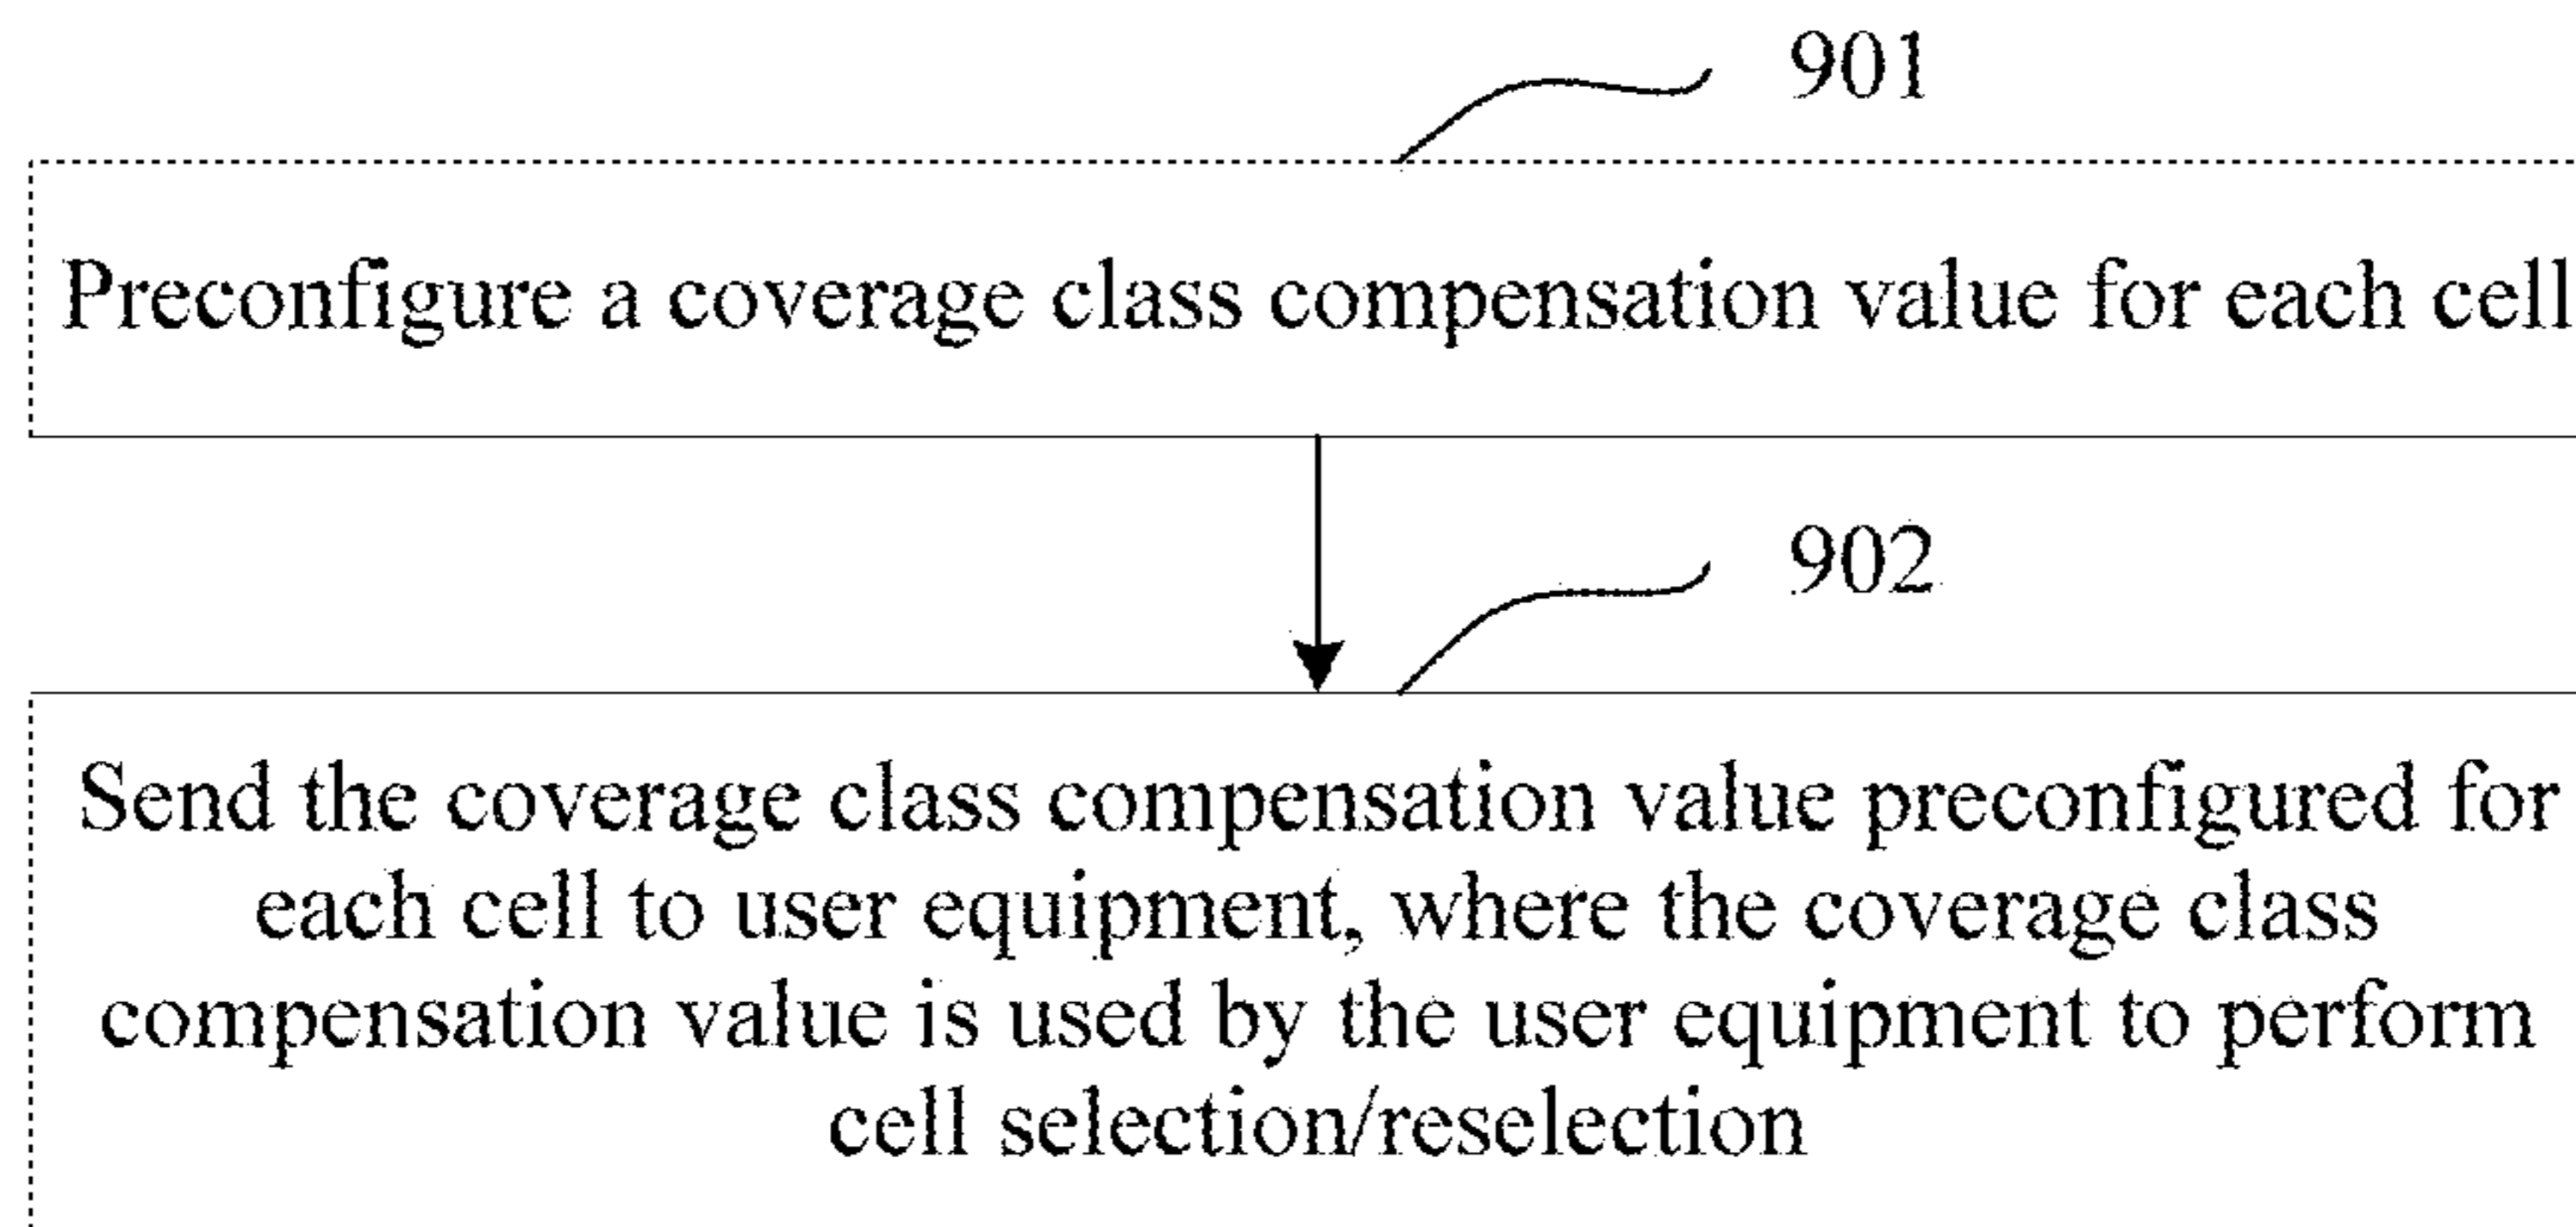 901
Preconfigure a coverage class compensation value for each cell
902
Send the coverage class compensation value preconfigured for
each cell to user equipment, where the coverage class
compensation value is used by the user equipment to perform
cell selection/reselection